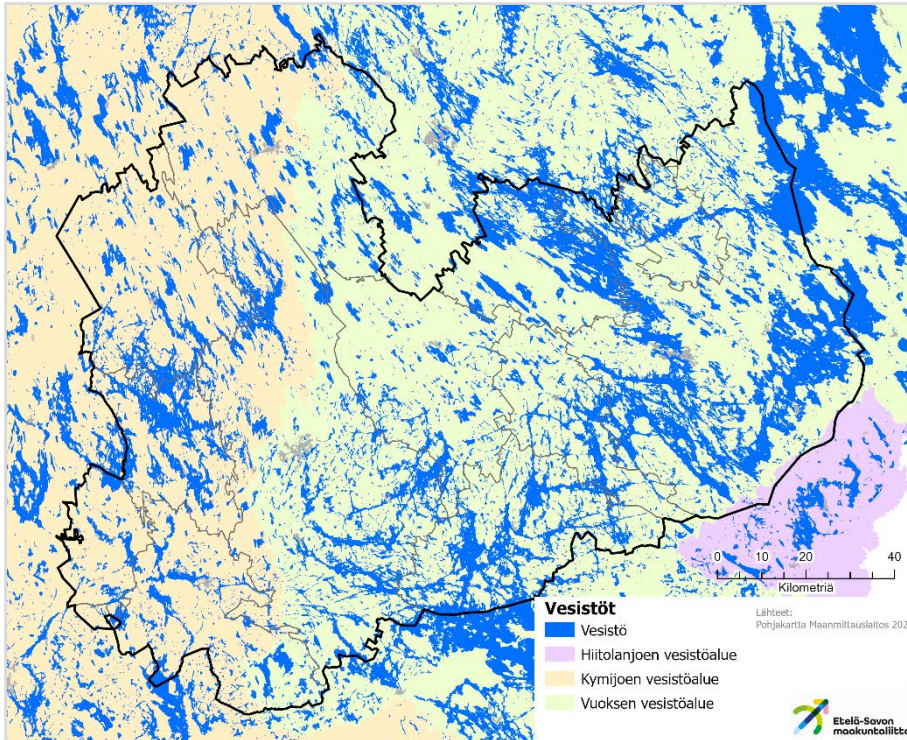 0 10 20 40
Kilometriä
Vesistöt
Vesistö
Hiitolanjoen vesistöalue
Kymijoen vesistöalue
Vuoksen vesistöalue
Lähteet:
Pohjakartta Maanmittauslaitos 202
Etelä-Savon
maakuntaliitto